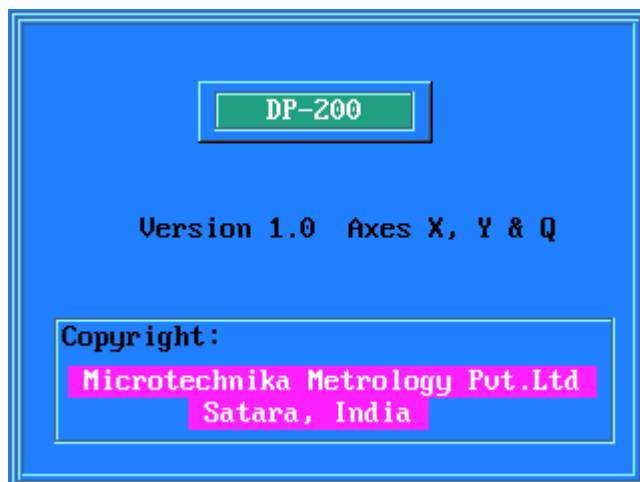 DP-200
Version 1.0 Axes X, Y & Q
Copyright:
Microtechnika Metrology Pvt.Ltd
Satara, India